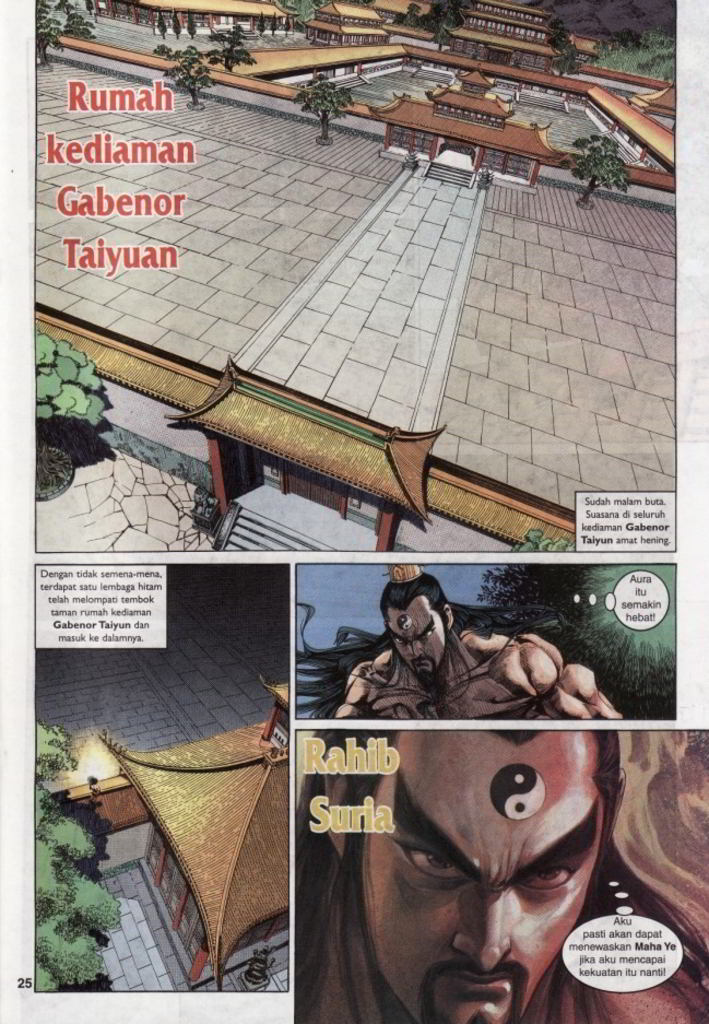 Rumah
kediaman
Gabenor
Taiyuan
Sudah malam buta.
Suasana di seluruh
kediaman Gabenor
Taiyun amat hening.
Dengan tidak semena-mena,
terdapat satu lembaga hitam
telah melompati tembok
taman rumah kediaman
Gabenor Taiyun dan
masuk ke dalamnya.
Aura
itu
semakin
hebat!
Rahib
Suria
Aku
pasti akan dapat
menewaskan Maha Ye
jika aku mencapai
kekuatan itu nanti!
25